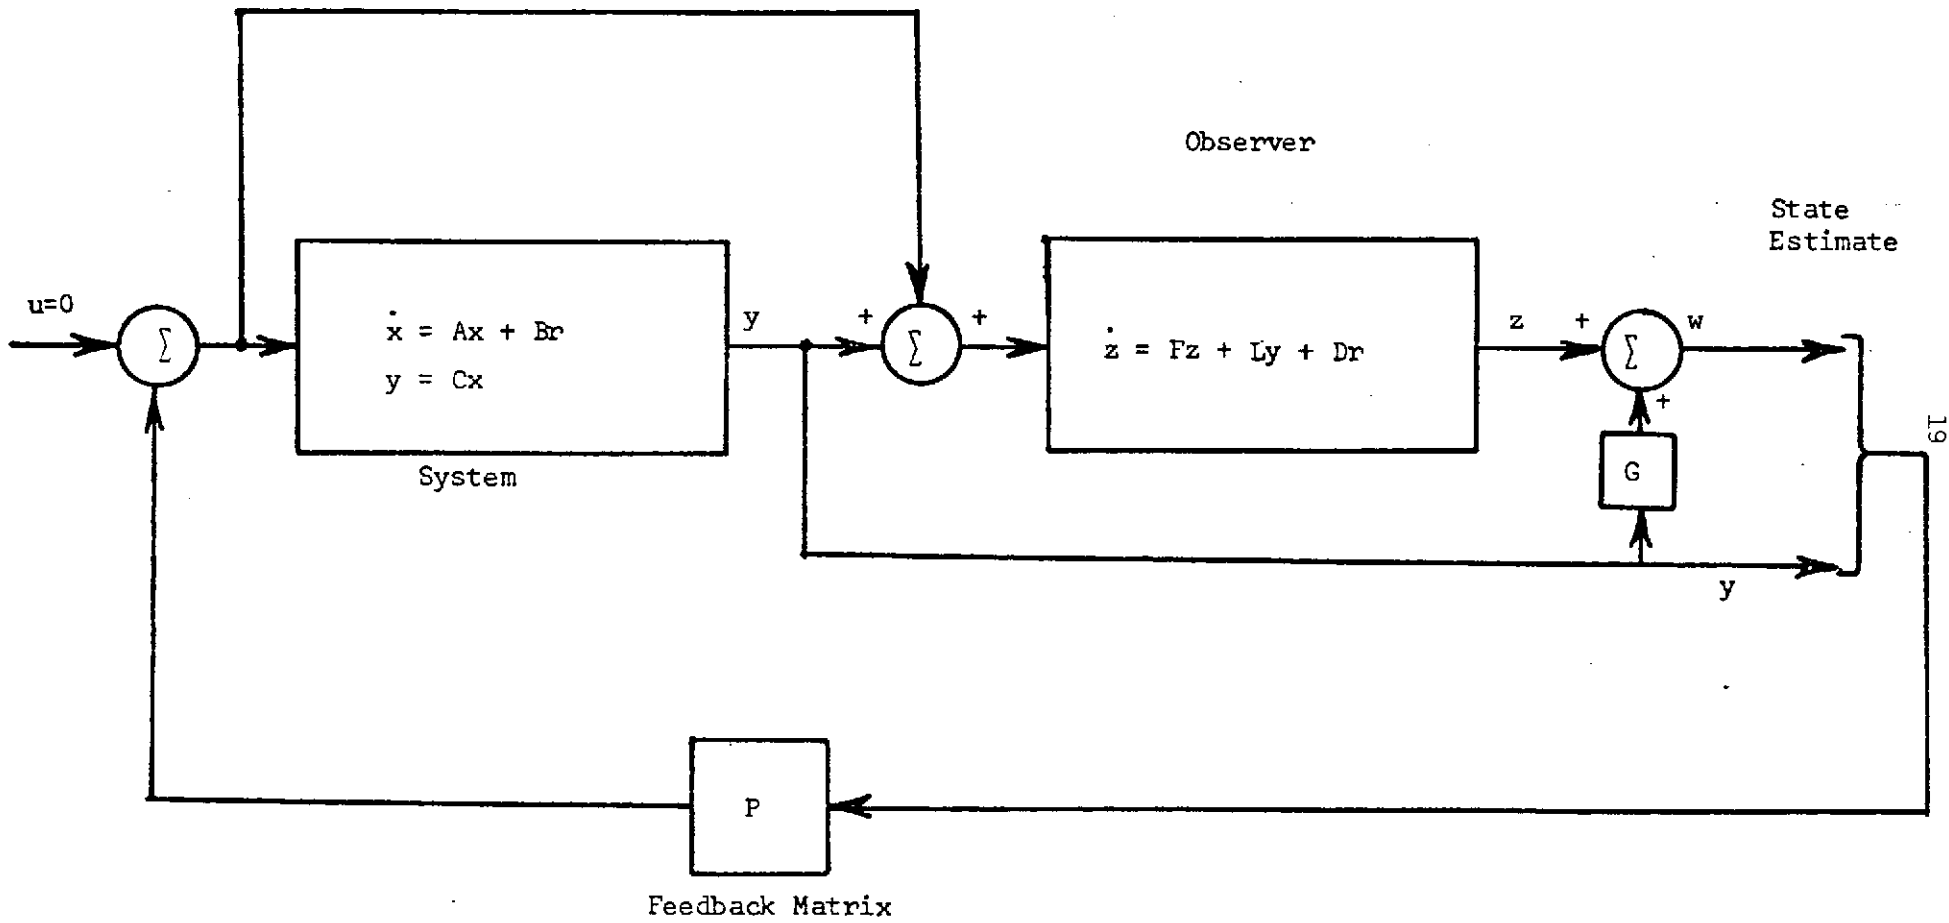 Observer
State
Estimate
u=0
Σ
ẋ = Ax + Br
y = Cx
System
y
+
Σ
+
ż = Fz + Ly + Dr
z
+
Σ
w
+
G
y
19
P
Feedback Matrix